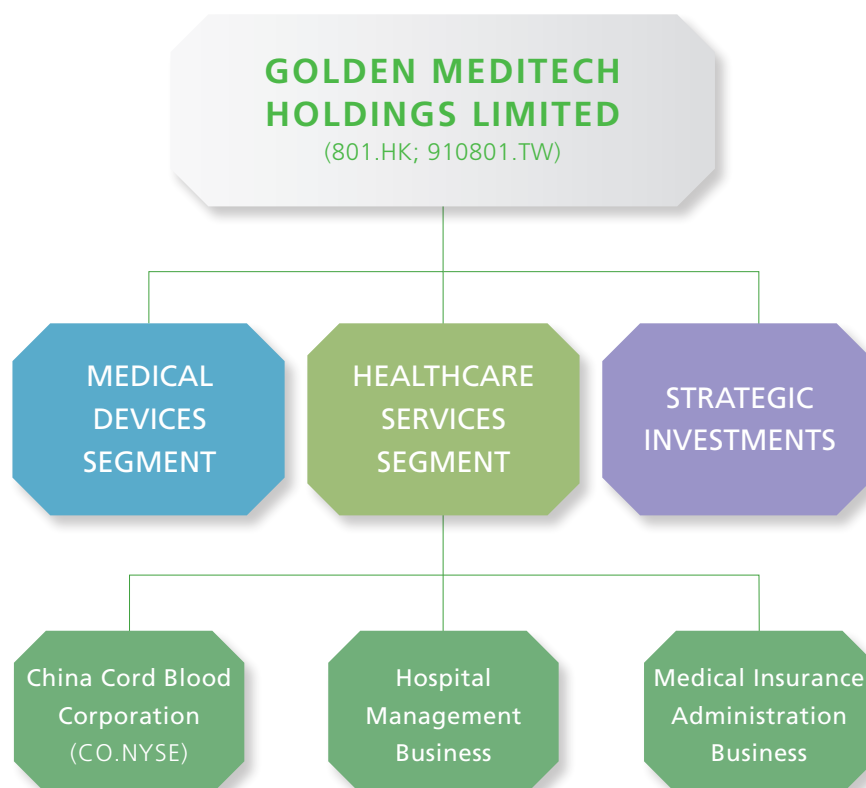 GOLDEN MEDITECH
HOLDINGS LIMITED
(801.HK; 910801.TW)
MEDICAL
DEVICES
SEGMENT
HEALTHCARE
SERVICES
SEGMENT
STRATEGIC
INVESTMENTS
China Cord Blood
Corporation
(CO.NYSE)
Hospital
Management
Business
Medical Insurance
Administration
Business